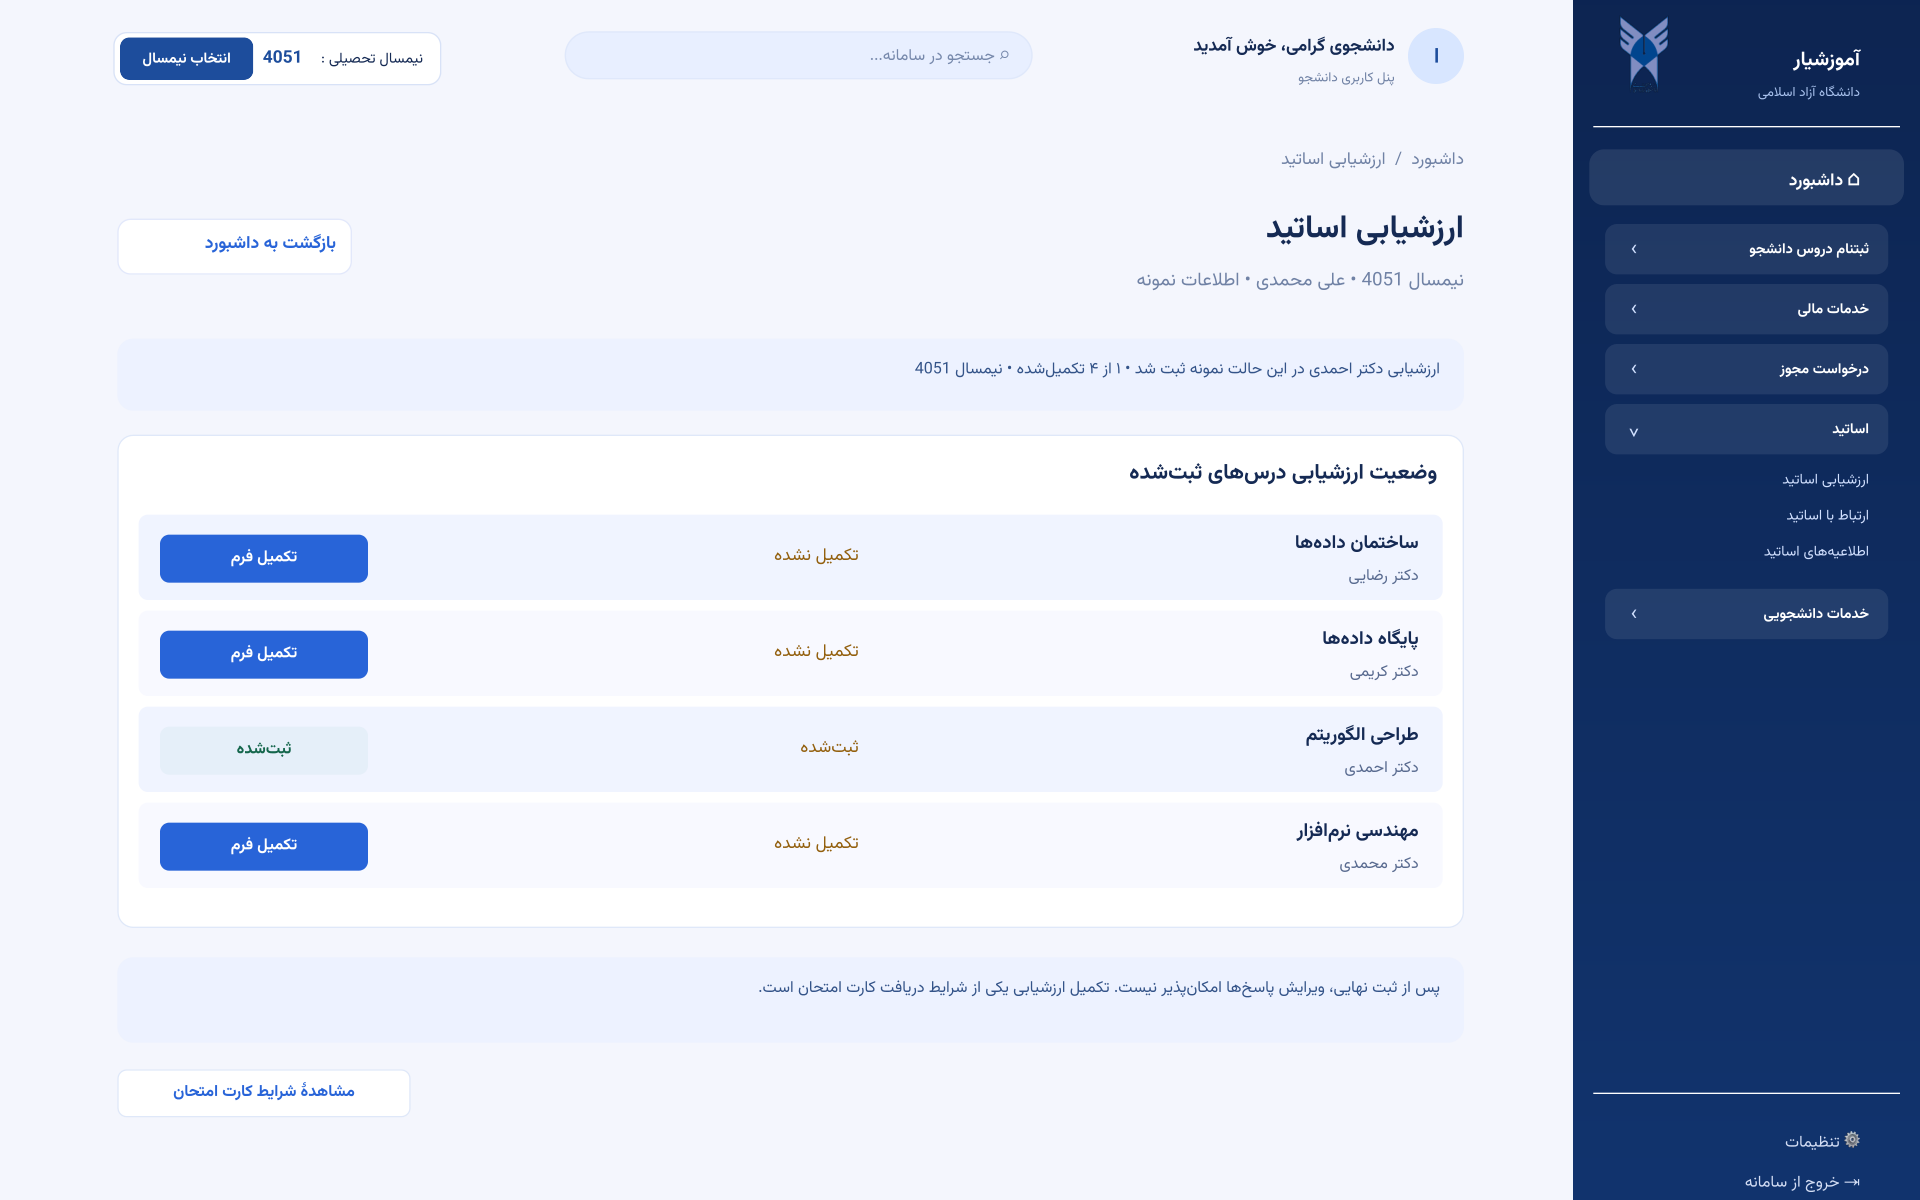 آموزشیار
دانشگاه آزاد اسلامی
⌂ داشبورد
ثبتنام دروس دانشجو ‹
خدمات مالی ‹
درخواست مجوز ‹
اساتید ˅
ارزشیابی اساتید
ارتباط با اساتید
اطلاعیه‌های اساتید
خدمات دانشجویی ‹
⚙ تنظیمات
⇥ خروج از سامانه
ا
دانشجوی گرامی، خوش آمدید
پنل کاربری دانشجو
⌕ جستجو در سامانه...
نیمسال تحصیلی : 4051 انتخاب نیمسال
داشبورد / ارزشیابی اساتید
ارزشیابی اساتید
نیمسال 4051 • علی محمدی • اطلاعات نمونه
بازگشت به داشبورد
ارزشیابی دکتر احمدی در این حالت نمونه ثبت شد • ۱ از ۴ تکمیل‌شده • نیمسال 4051
وضعیت ارزشیابی درس‌های ثبت‌شده
ساختمان داده‌ها
دکتر رضایی
تکمیل نشده
تکمیل فرم
پایگاه داده‌ها
دکتر کریمی
تکمیل نشده
تکمیل فرم
طراحی الگوریتم
دکتر احمدی
ثبت‌شده
ثبت‌شده
مهندسی نرم‌افزار
دکتر محمدی
تکمیل نشده
تکمیل فرم
پس از ثبت نهایی، ویرایش پاسخ‌ها امکان‌پذیر نیست. تکمیل ارزشیابی یکی از شرایط دریافت کارت امتحان است.
مشاهدهٔ شرایط کارت امتحان